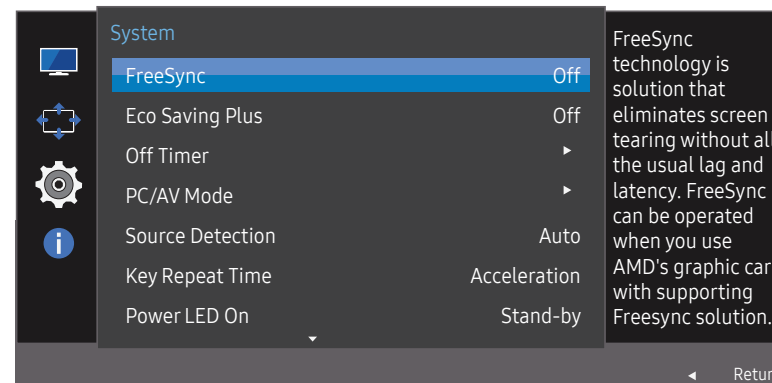 System
FreeSync Off
Eco Saving Plus Off
Off Timer
PC/AV Mode
Source Detection Auto
Key Repeat Time Acceleration
Power LED On Stand-by
FreeSync
technology is
solution that
eliminates screen
tearing without all
the usual lag and
latency. FreeSync
can be operated
when you use
AMD's graphic car
with supporting
Freesync solution.
Retur